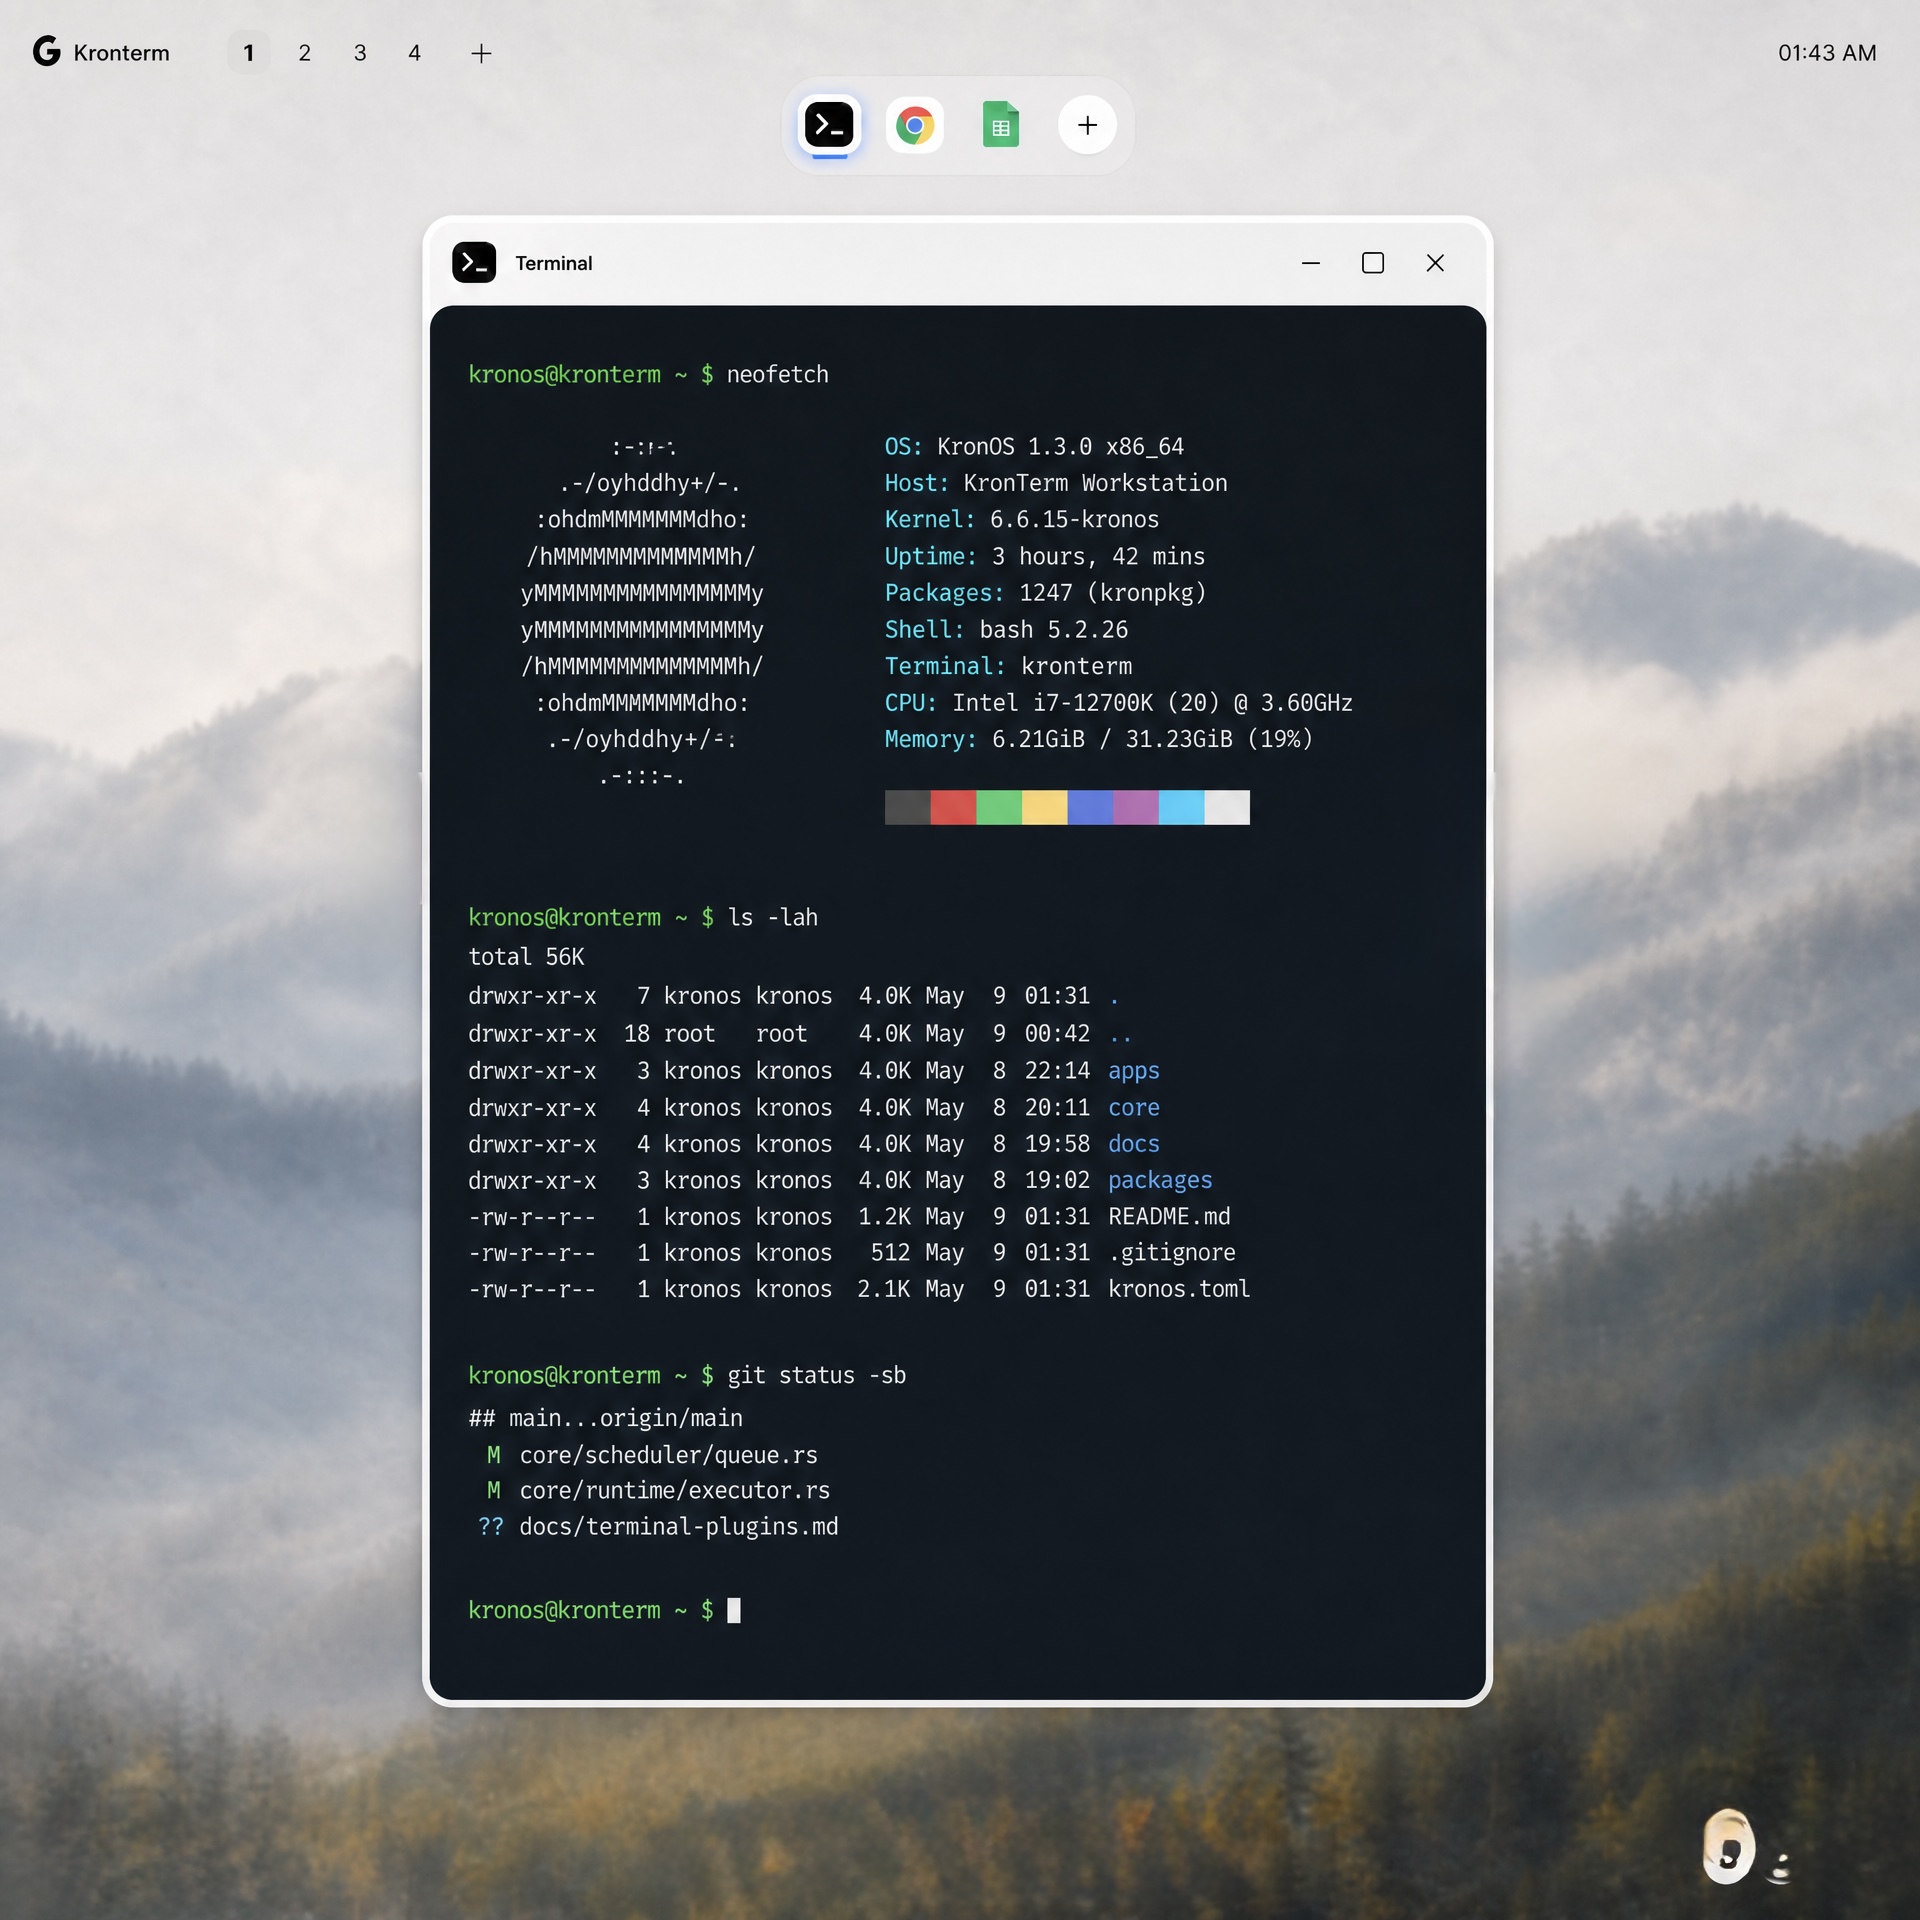 Kronterm 1 2 3 4 + 01:43 AM
Terminal
kronos@kronterm ~ $ neofetch
.-/oyhddhy+/-.
:ohdmMMMMMMMdho:
/hMMMMMMMMMMMMMh/
yMMMMMMMMMMMMMMMMy
yMMMMMMMMMMMMMMMMy
/hMMMMMMMMMMMMMMh/
:ohdmMMMMMMMdho:
.-/oyhddhy+/-:
.-:::-.
OS: KronOS 1.3.0 x86_64
Host: KronTerm Workstation
Kernel: 6.6.15-kronos
Uptime: 3 hours, 42 mins
Packages: 1247 (kronpkg)
Shell: bash 5.2.26
Terminal: kronterm
CPU: Intel i7-12700K (20) @ 3.60GHz
Memory: 6.21GiB / 31.23GiB (19%)
kronos@kronterm ~ $ ls -lah
total 56K
drwxr-xr-x 7 kronos kronos 4.0K May 9 01:31 .
drwxr-xr-x 18 root root 4.0K May 9 00:42 ..
drwxr-xr-x 3 kronos kronos 4.0K May 8 22:14 apps
drwxr-xr-x 4 kronos kronos 4.0K May 8 20:11 core
drwxr-xr-x 4 kronos kronos 4.0K May 8 19:58 docs
drwxr-xr-x 3 kronos kronos 4.0K May 8 19:02 packages
-rw-r--r-- 1 kronos kronos 1.2K May 9 01:31 README.md
-rw-r--r-- 1 kronos kronos 512 May 9 01:31 .gitignore
-rw-r--r-- 1 kronos kronos 2.1K May 9 01:31 kronos.toml
kronos@kronterm ~ $ git status -sb
## main...origin/main
M core/scheduler/queue.rs
M core/runtime/executor.rs
?? docs/terminal-plugins.md
kronos@kronterm ~ $